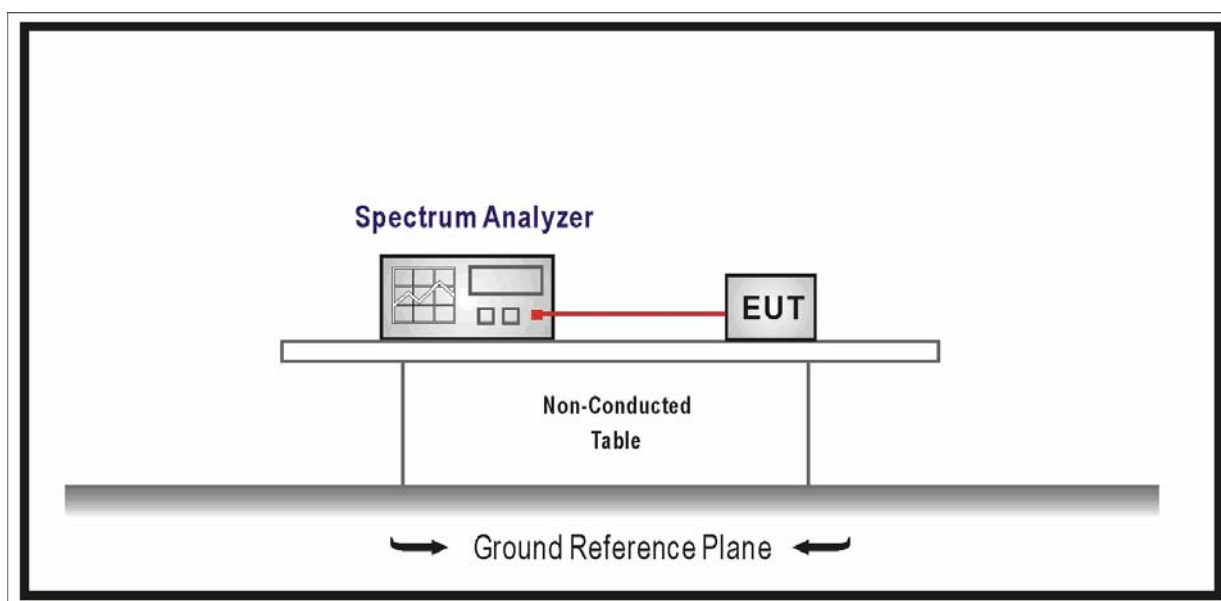 Spectrum Analyzer
EUT
Non-Conducted
Table
Ground Reference Plane